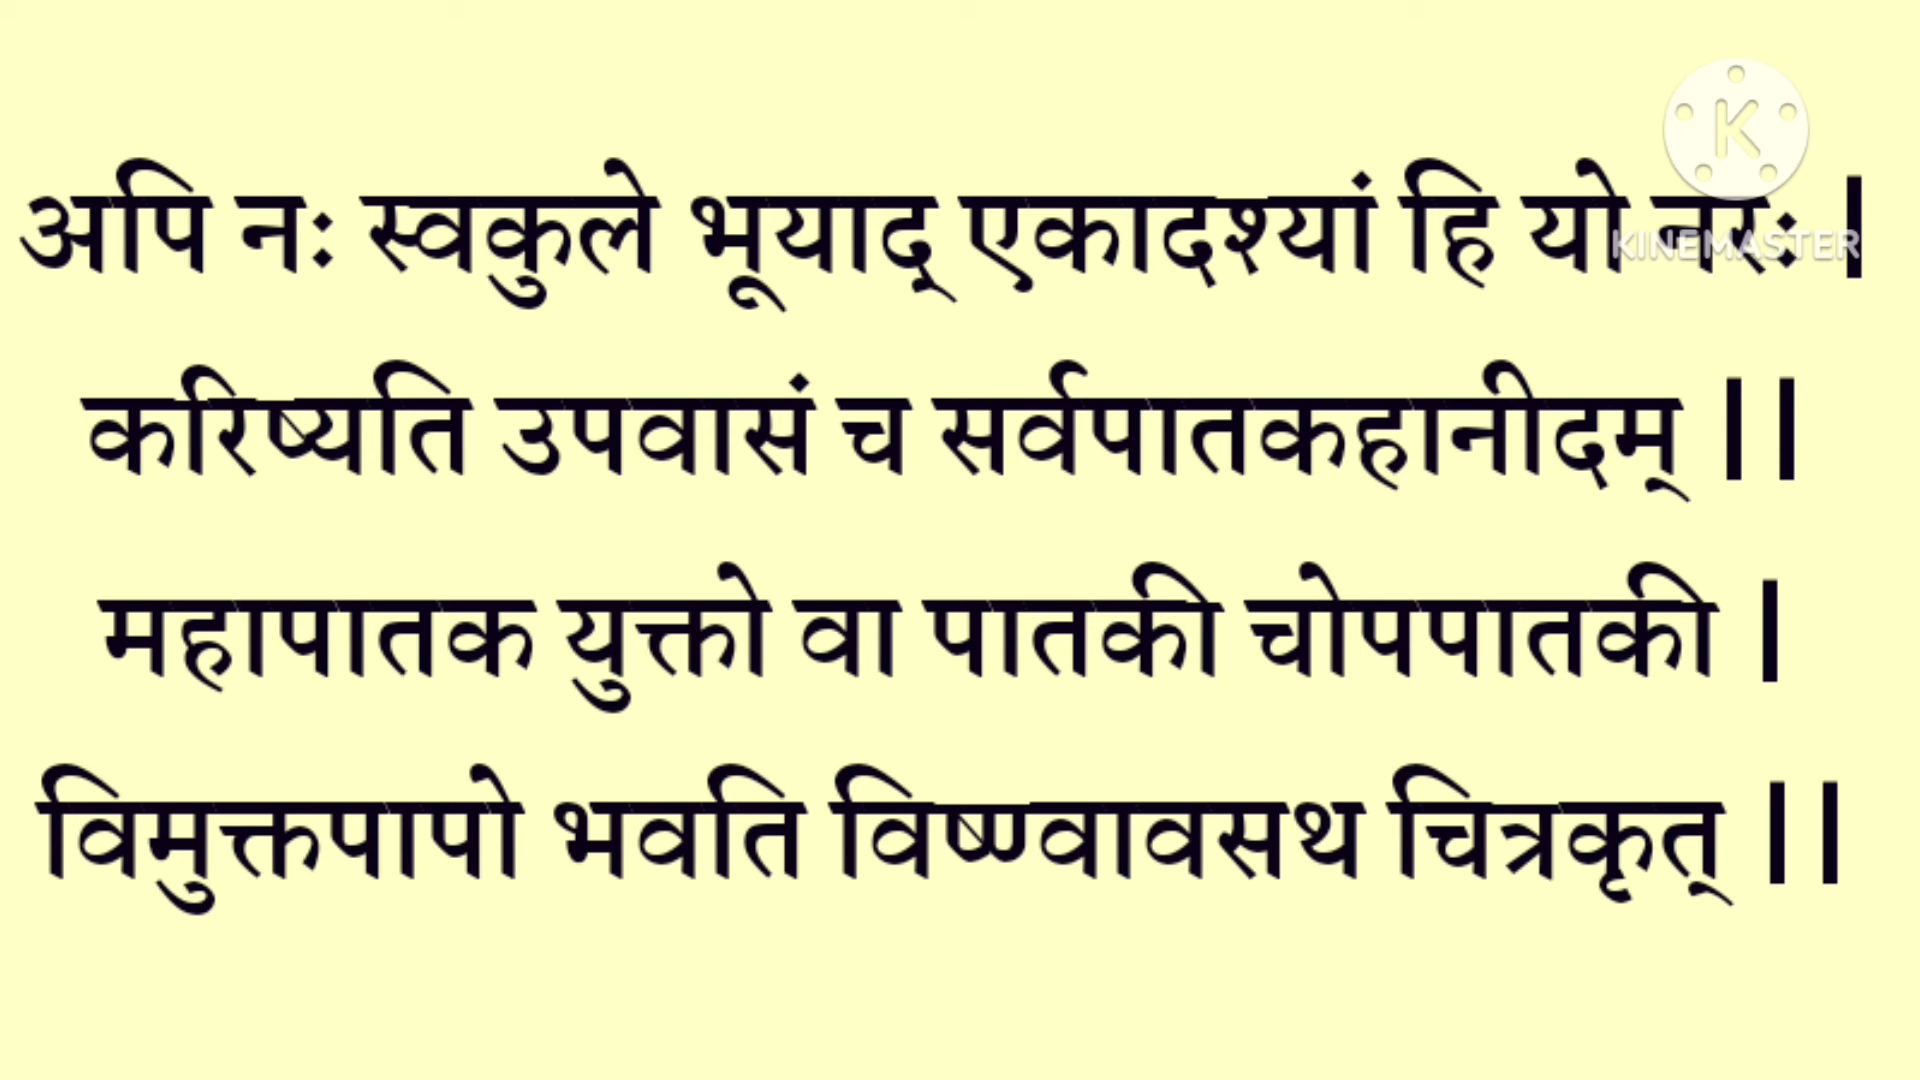 अपि नः स्वकुले भूयाद् एकादश्यां हि यो नरः |
करिष्यति उपवासं च सर्वपातकहानीदम् ||
महापातक युक्तो वा पातकी चोपपातकी |
विमुक्तपापो भवति विष्णवावसथ चित्रकृत् ||
K
KINEMASTER